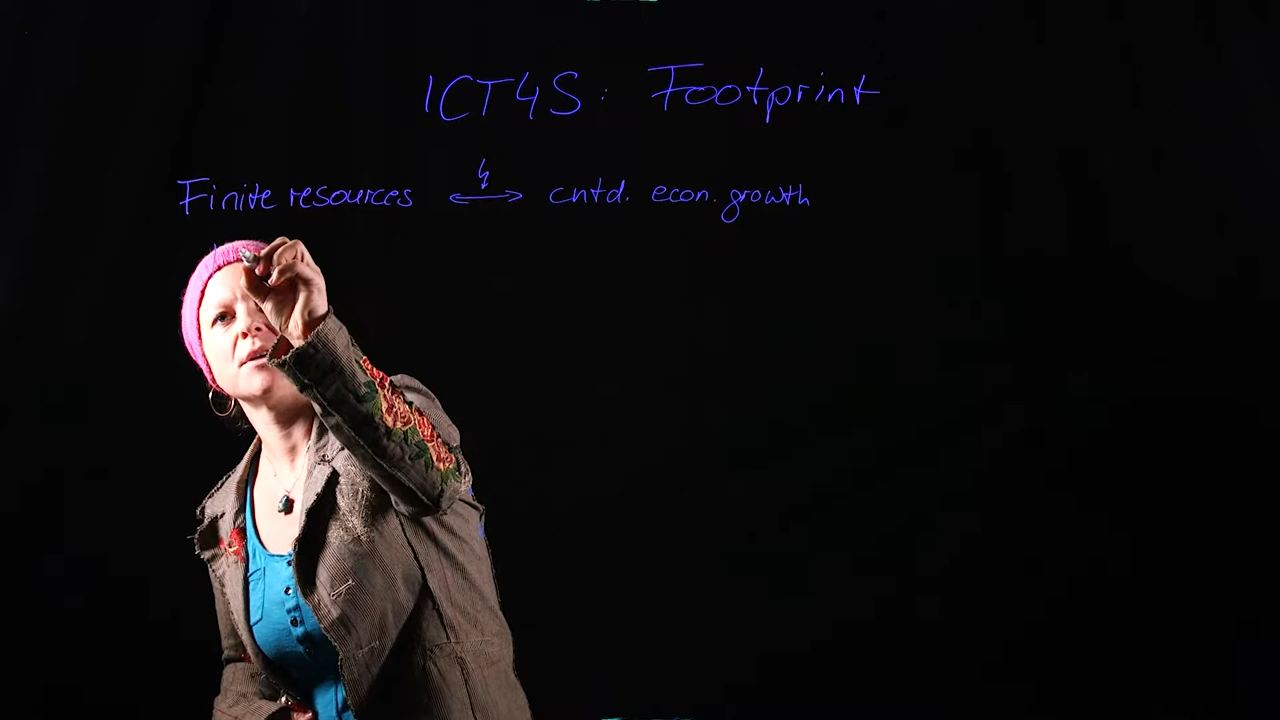 ICT4S: Footprint
Finite resources ↔ cntd. econ. growth